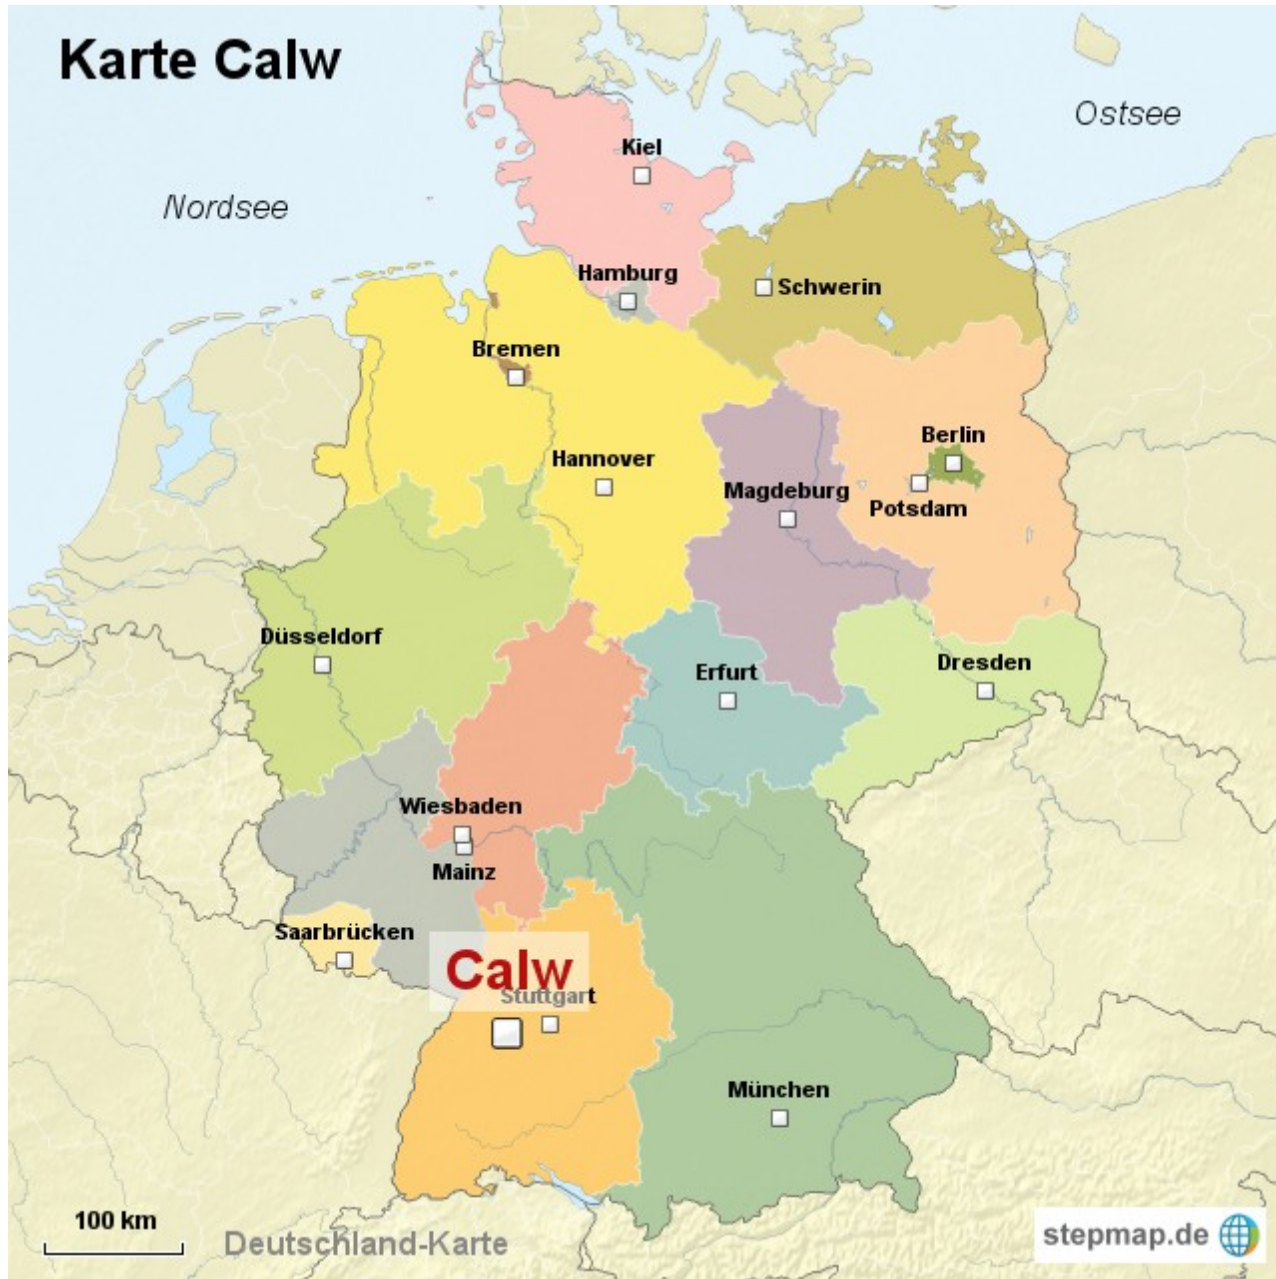 Karte Calw
Ostsee
Kiel
Nordsee
Hamburg
Schwerin
Bremen
Berlin
Hannover
Magdeburg
Potsdam
Düsseldorf
Dresden
Erfurt
Wiesbaden
Mainz
Saarbrücken
Calw
Stuttgart
München
100 km
Deutschland-Karte
stepmap.de